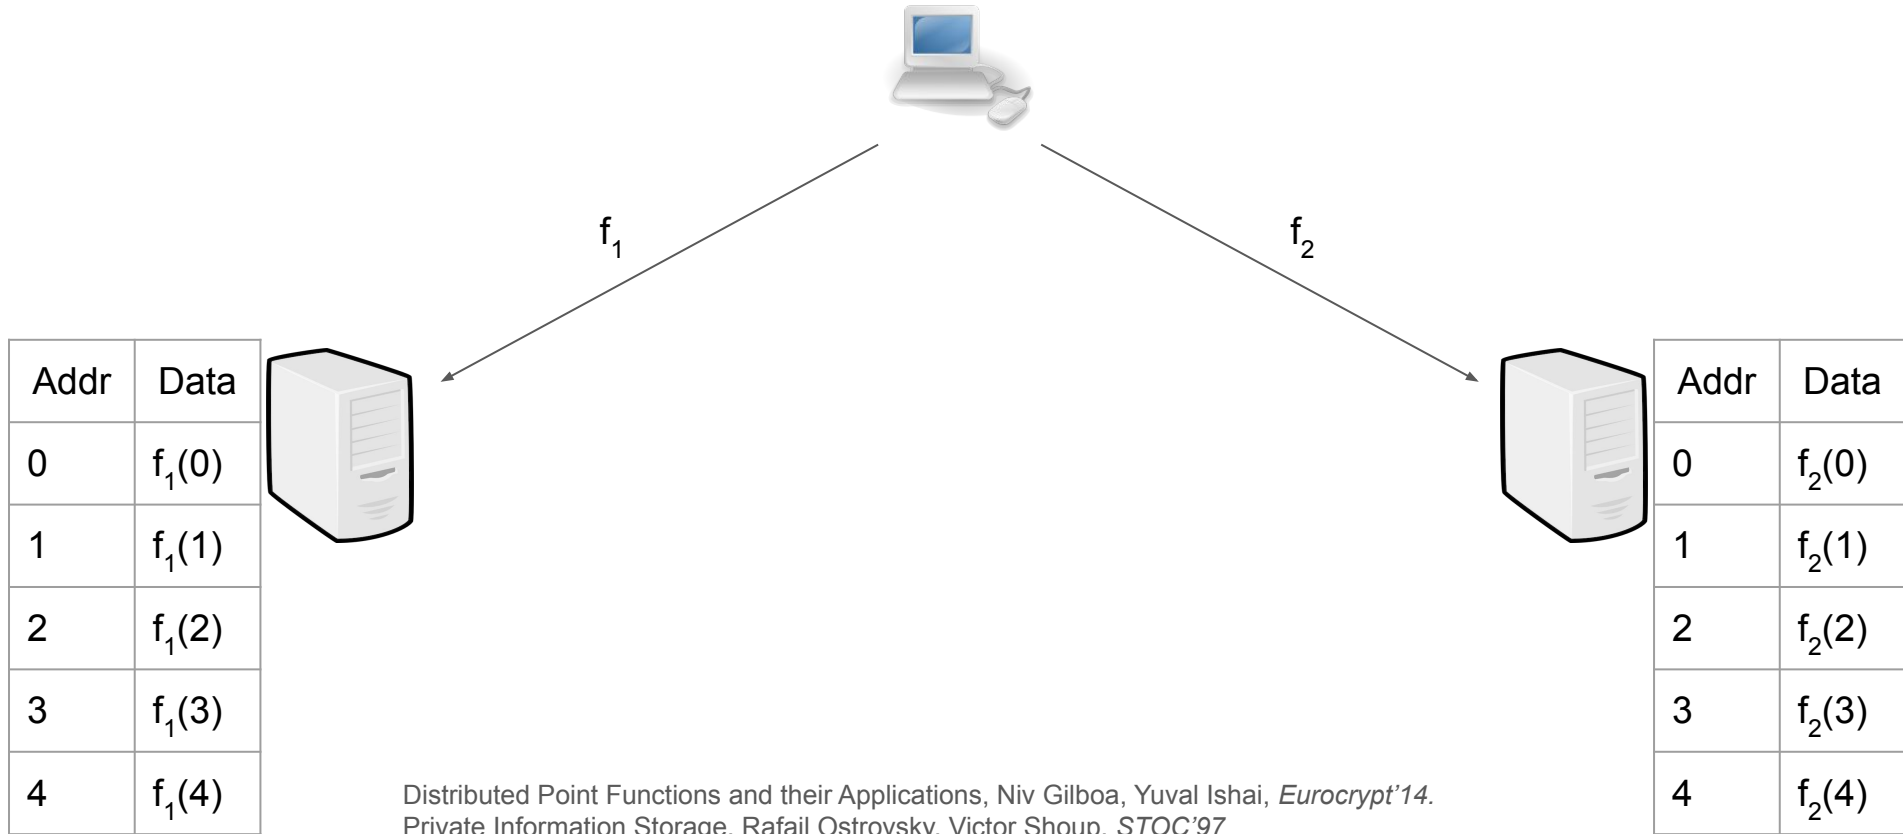 f₁
f₂
Addr Data
0 f₁(0)
1 f₁(1)
2 f₁(2)
3 f₁(3)
4 f₁(4)
Addr Data
0 f₂(0)
1 f₂(1)
2 f₂(2)
3 f₂(3)
4 f₂(4)
Distributed Point Functions and their Applications, Niv Gilboa, Yuval Ishai, Eurocrypt’14.
Private Information Storage, Rafail Ostrovsky, Victor Shoup, STOC’97